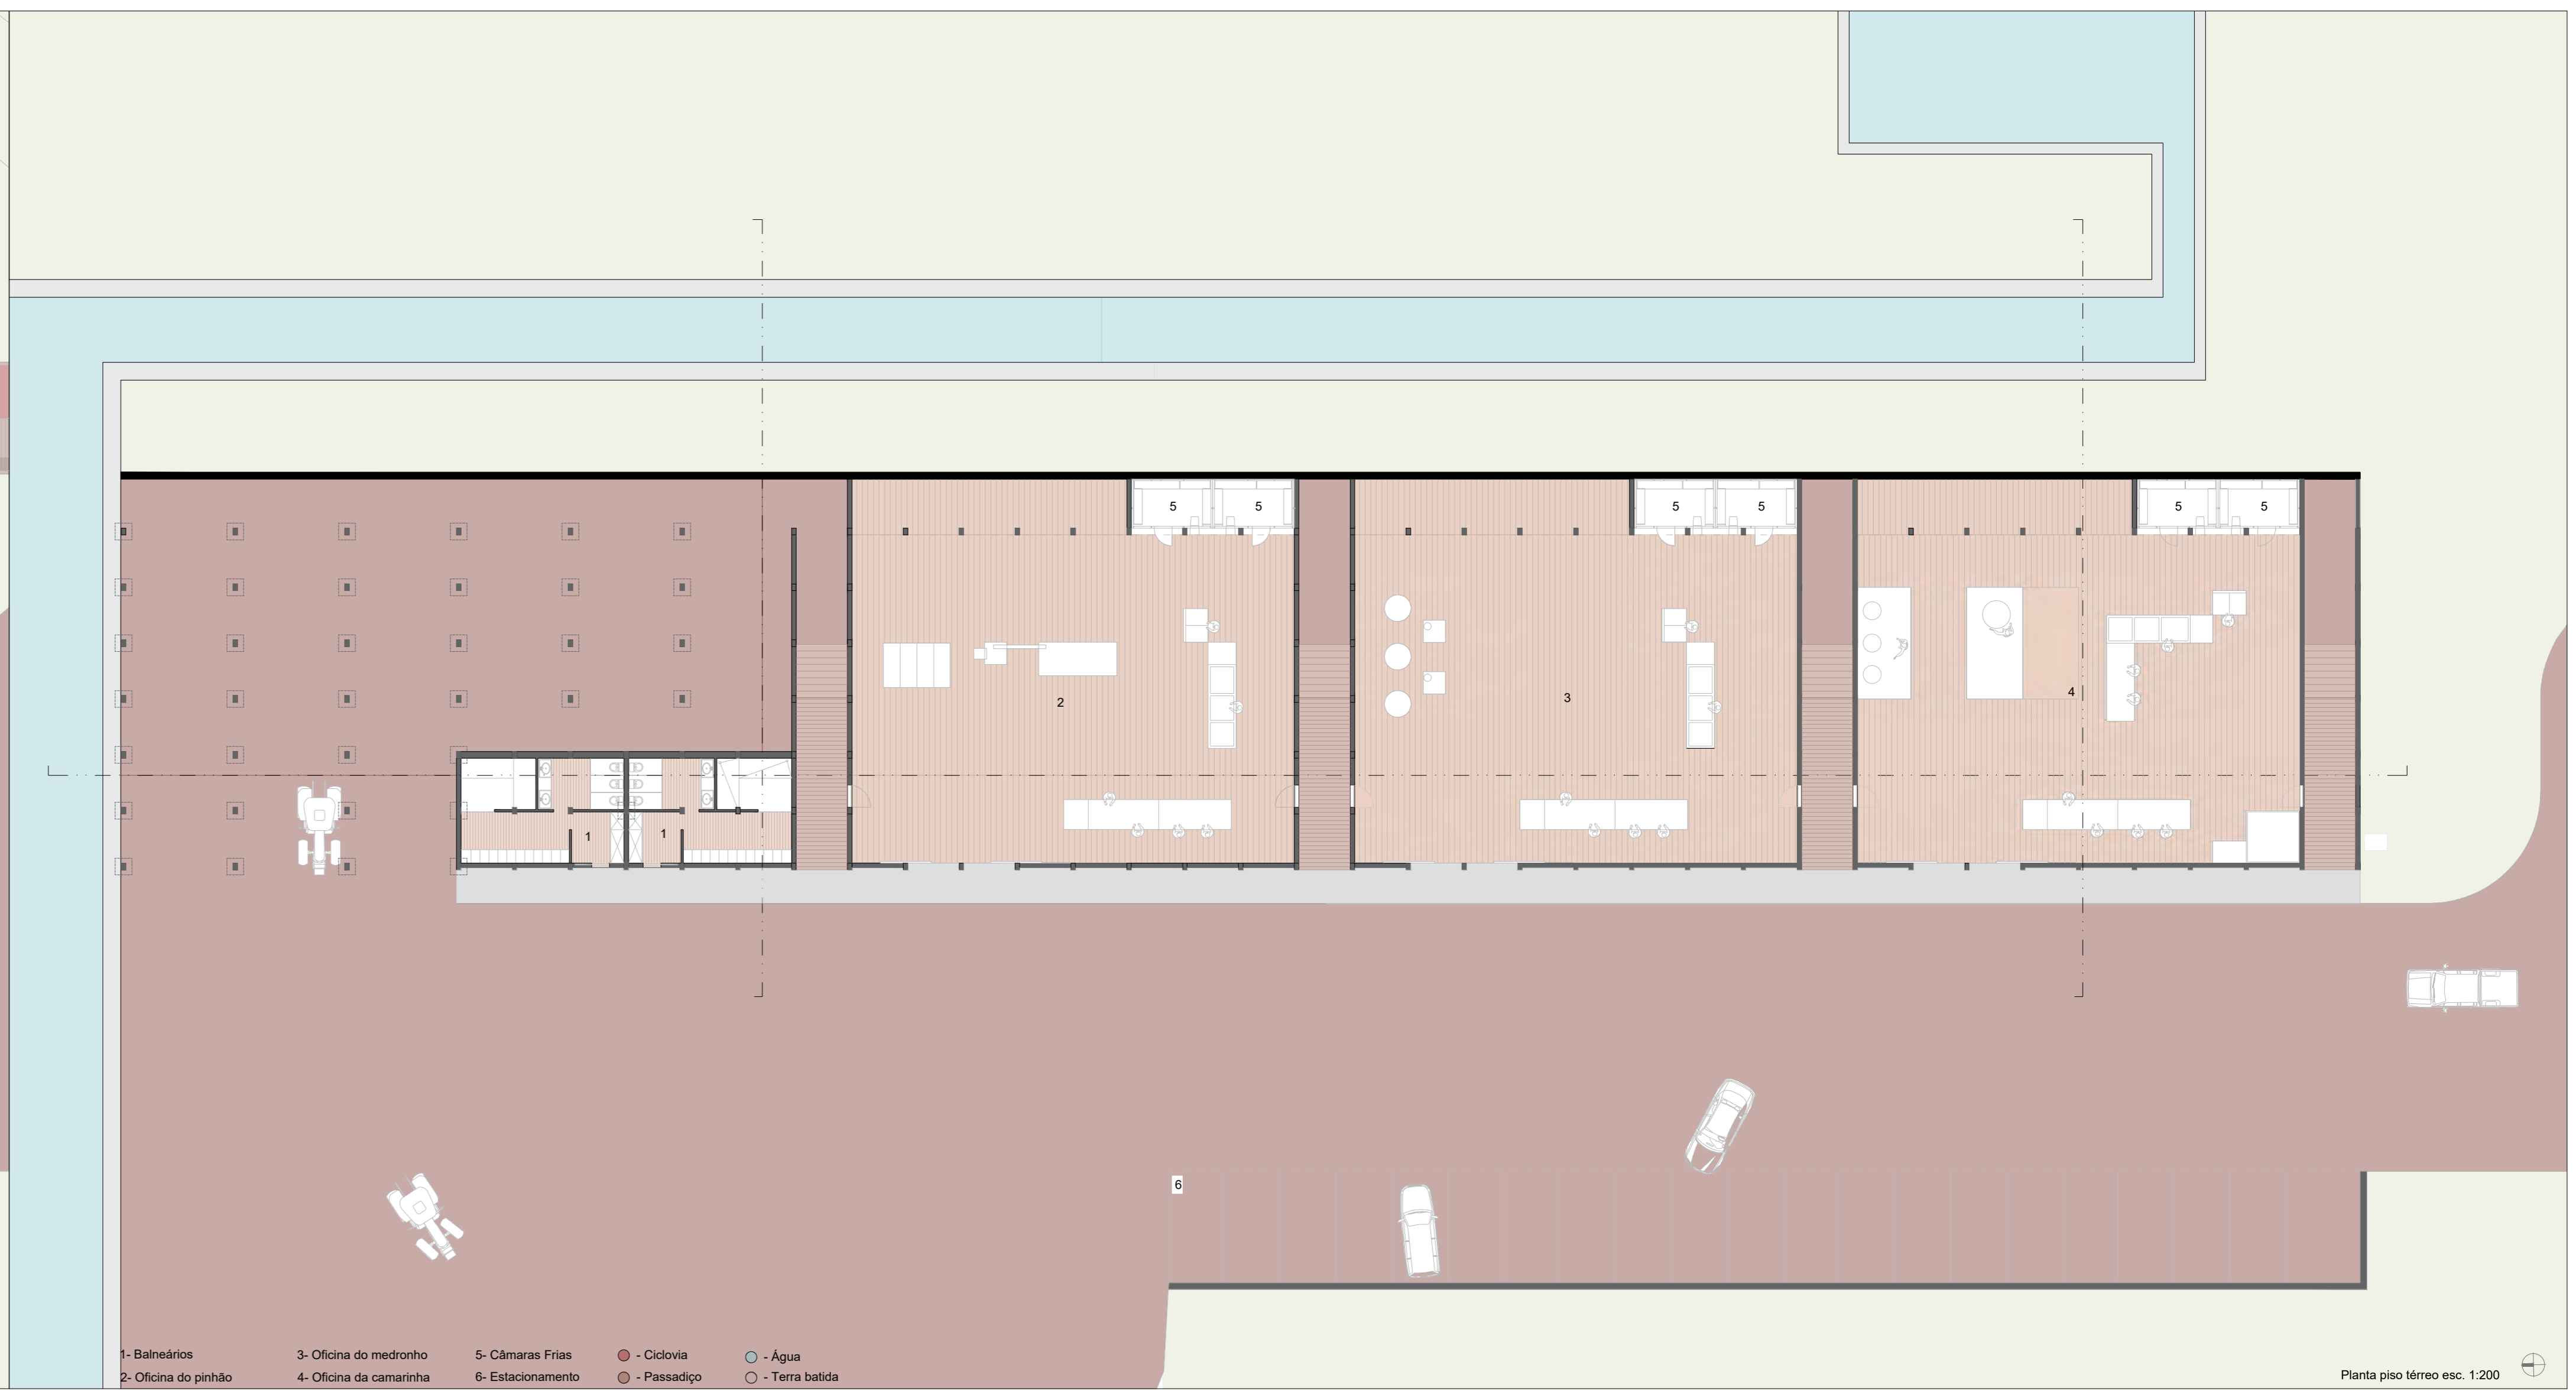 5 5 5 5 5 5
4
3
2
1 1
6
1- Balneários 3- Oficina do medronho 5- Câmaras Frias - Ciclovia - Água
2- Oficina do pinhão 4- Oficina da camarinha 6- Estacionamento - Passadiço - Terra batida
Planta piso térreo esc. 1:200